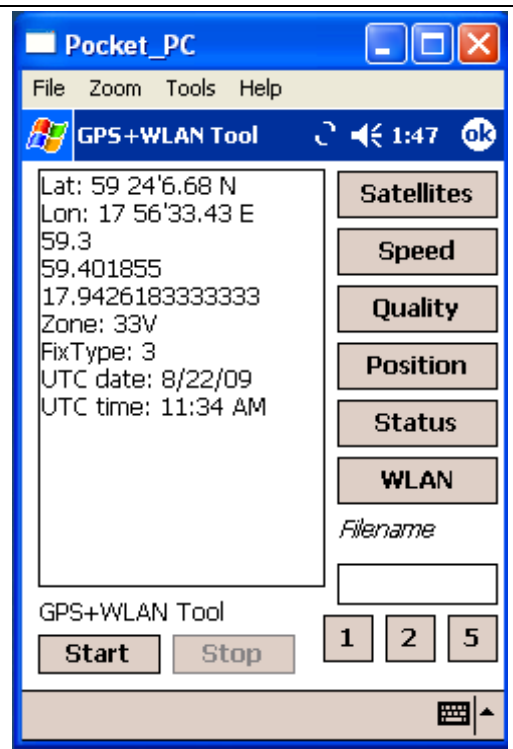 Pocket_PC
File Zoom Tools Help
GPS+WLAN Tool 1:47 ok
Lat: 59 24'6.68 N
Lon: 17 56'33.43 E
59.3
59.401855
17.9426183333333
Zone: 33V
FixType: 3
UTC date: 8/22/09
UTC time: 11:34 AM
Satellites
Speed
Quality
Position
Status
WLAN
Filename
GPS+WLAN Tool
Start Stop
1 2 5